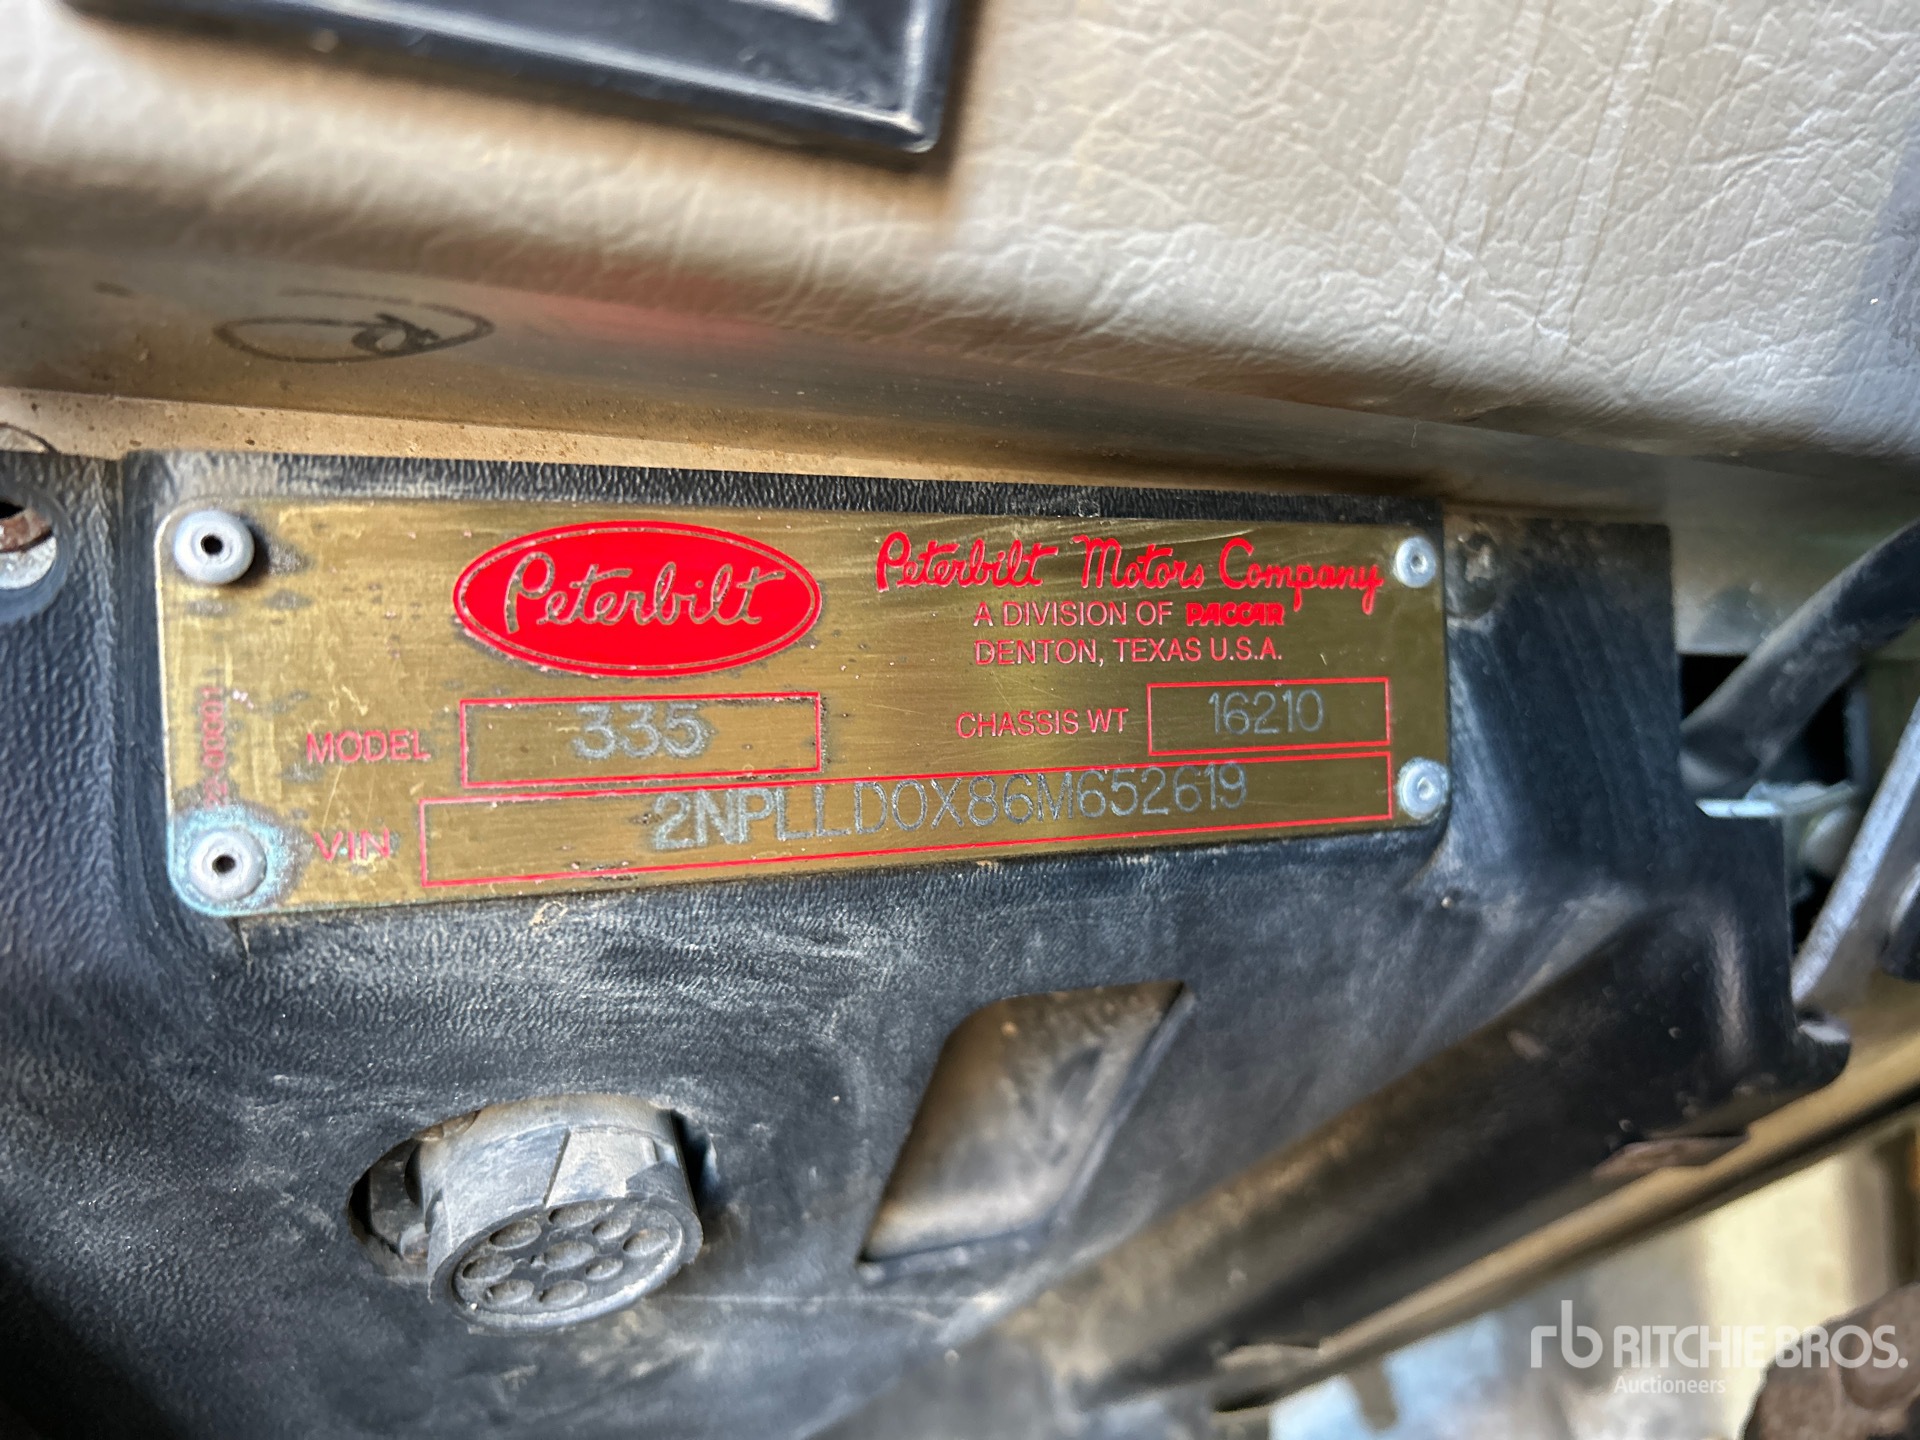 Peterbilt
Peterbilt Motors Company
A DIVISION OF PACCAR
DENTON, TEXAS U.S.A.
MODEL 335
CHASSIS WT 16210
VIN 2NPLLD0X86M652619
R
rb RITCHIE BROS.
Auctioneers